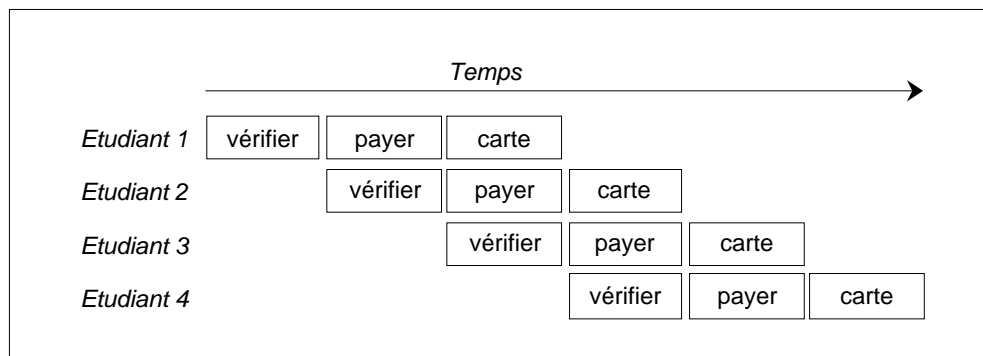 Temps
Etudiant 1 vérifier payer carte
Etudiant 2 vérifier payer carte
Etudiant 3 vérifier payer carte
Etudiant 4 vérifier payer carte